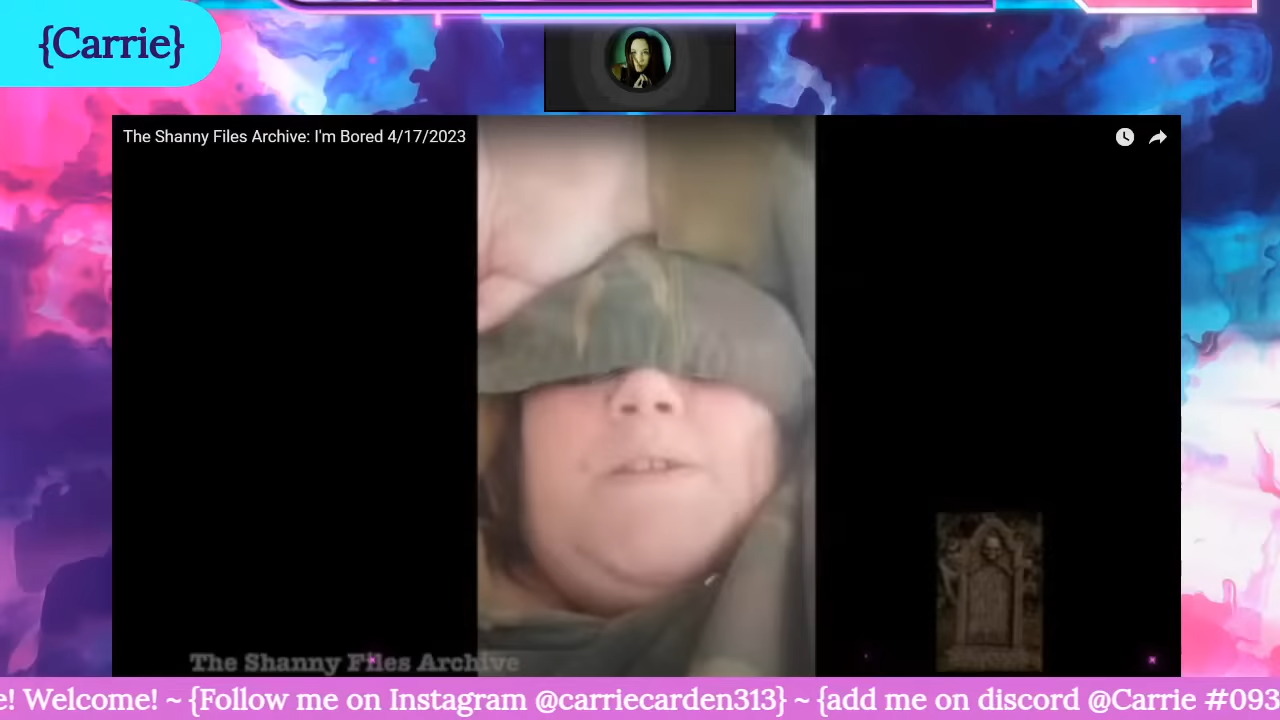 {Carrie}
The Shanny Files Archive: I'm Bored 4/17/2023
The Shanny Files Archive
e! Welcome! ~ {Follow me on Instagram @carriecarden313} ~ {add me on discord @Carrie #093